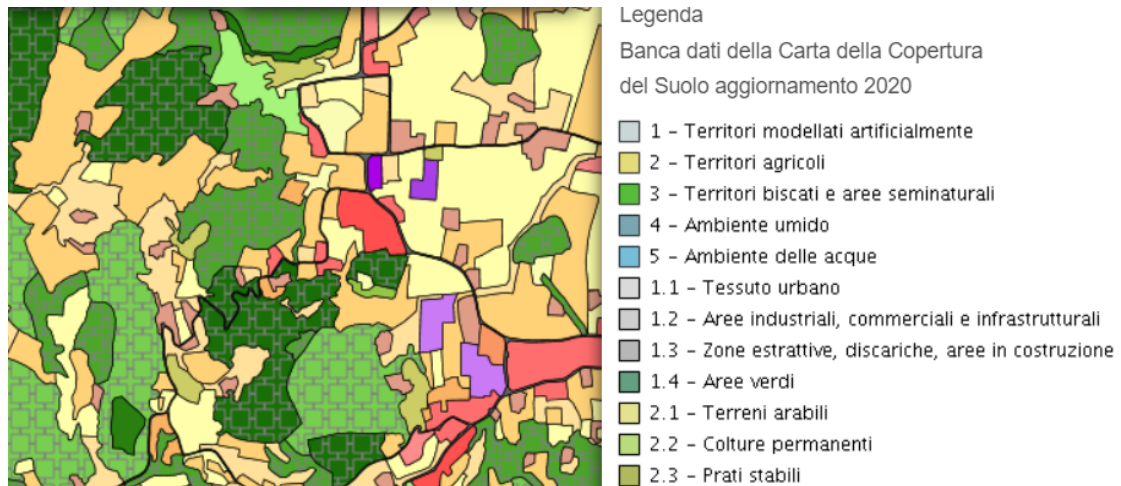 Legenda
Banca dati della Carta della Copertura
del Suolo aggiornamento 2020
1 - Territori modellati artificialmente
2 - Territori agricoli
3 - Territori biscati e aree seminaturali
4 - Ambiente umido
5 - Ambiente delle acque
1.1 - Tessuto urbano
1.2 - Aree industriali, commerciali e infrastrutturali
1.3 - Zone estrattive, discariche, aree in costruzione
1.4 - Aree verdi
2.1 - Terreni arabili
2.2 - Colture permanenti
2.3 - Prati stabili